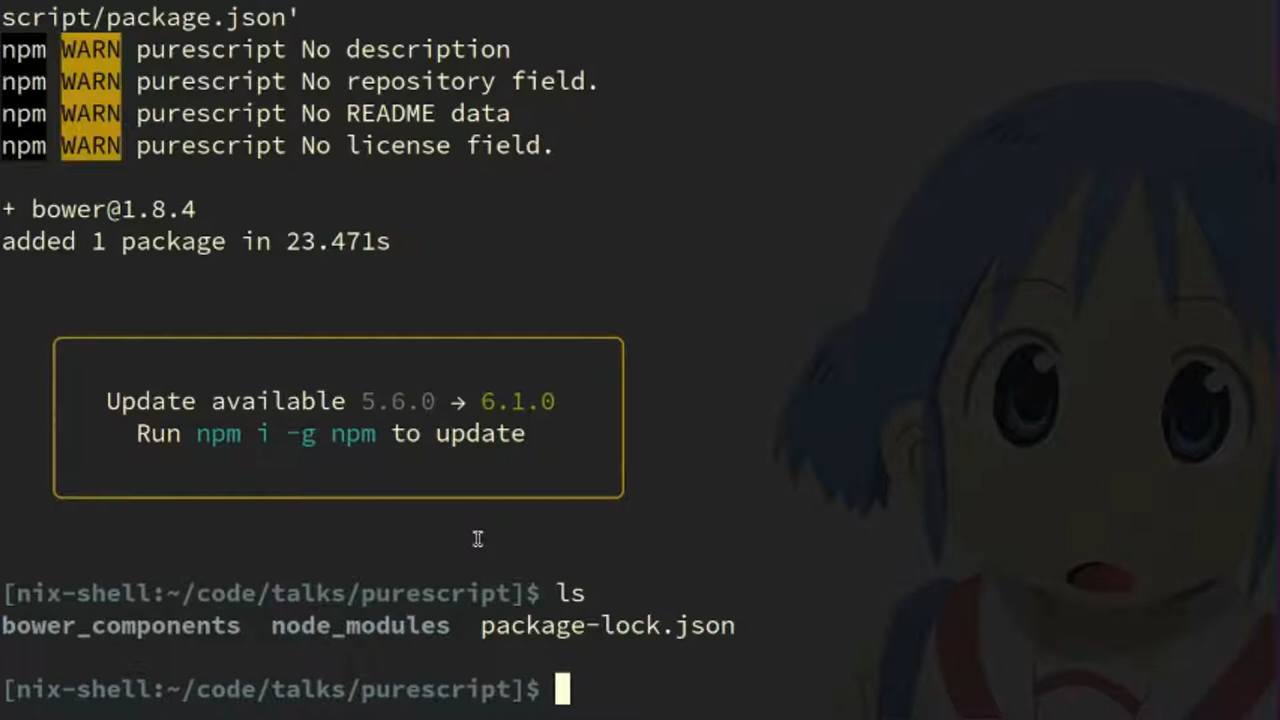 script/package.json'
npm WARN purescript No description
npm WARN purescript No repository field.
npm WARN purescript No README data
npm WARN purescript No license field.
+ bower@1.8.4
added 1 package in 23.471s
Update available 5.6.0 → 6.1.0
Run npm i -g npm to update
[nix-shell:~/code/talks/purescript]$ ls
bower_components  node_modules  package-lock.json
[nix-shell:~/code/talks/purescript]$